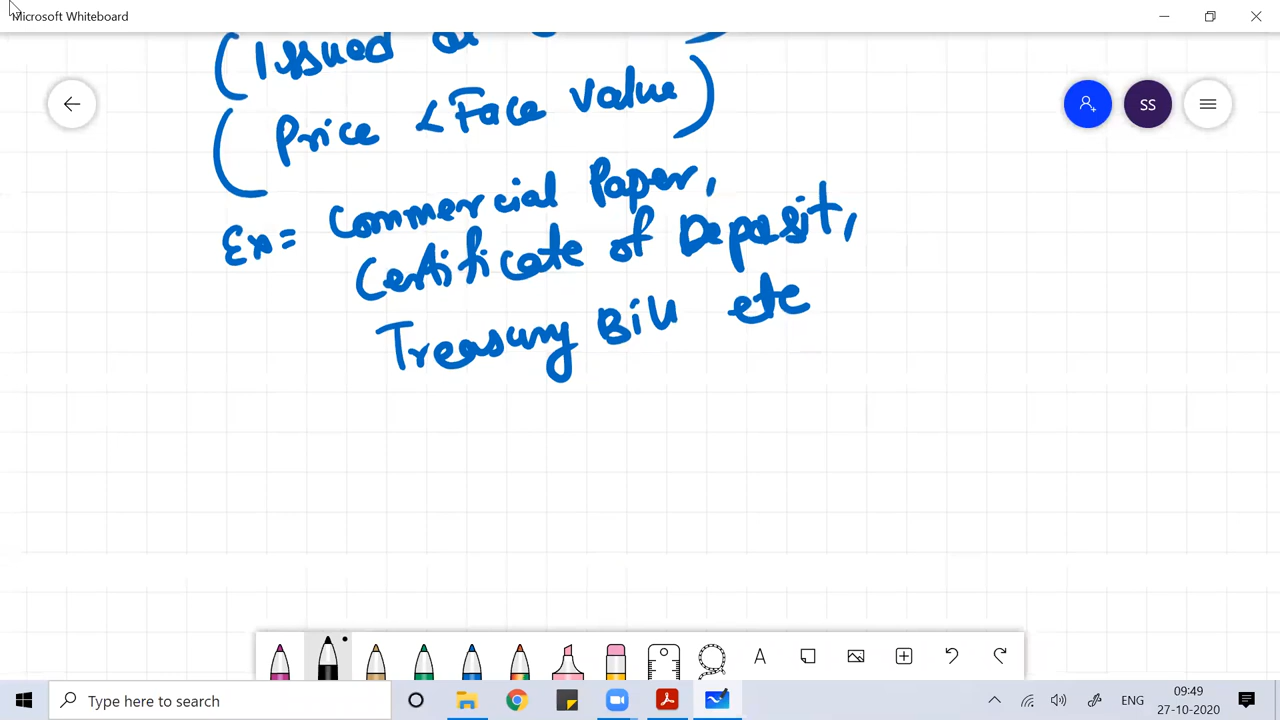 Microsoft Whiteboard
(Issued at
(Price < Face Value)
Ex= Commercial Paper,
Certificate of Deposit,
Treasury Bill etc
SS
A
Type here to search
ENG
09:49
27-10-2020